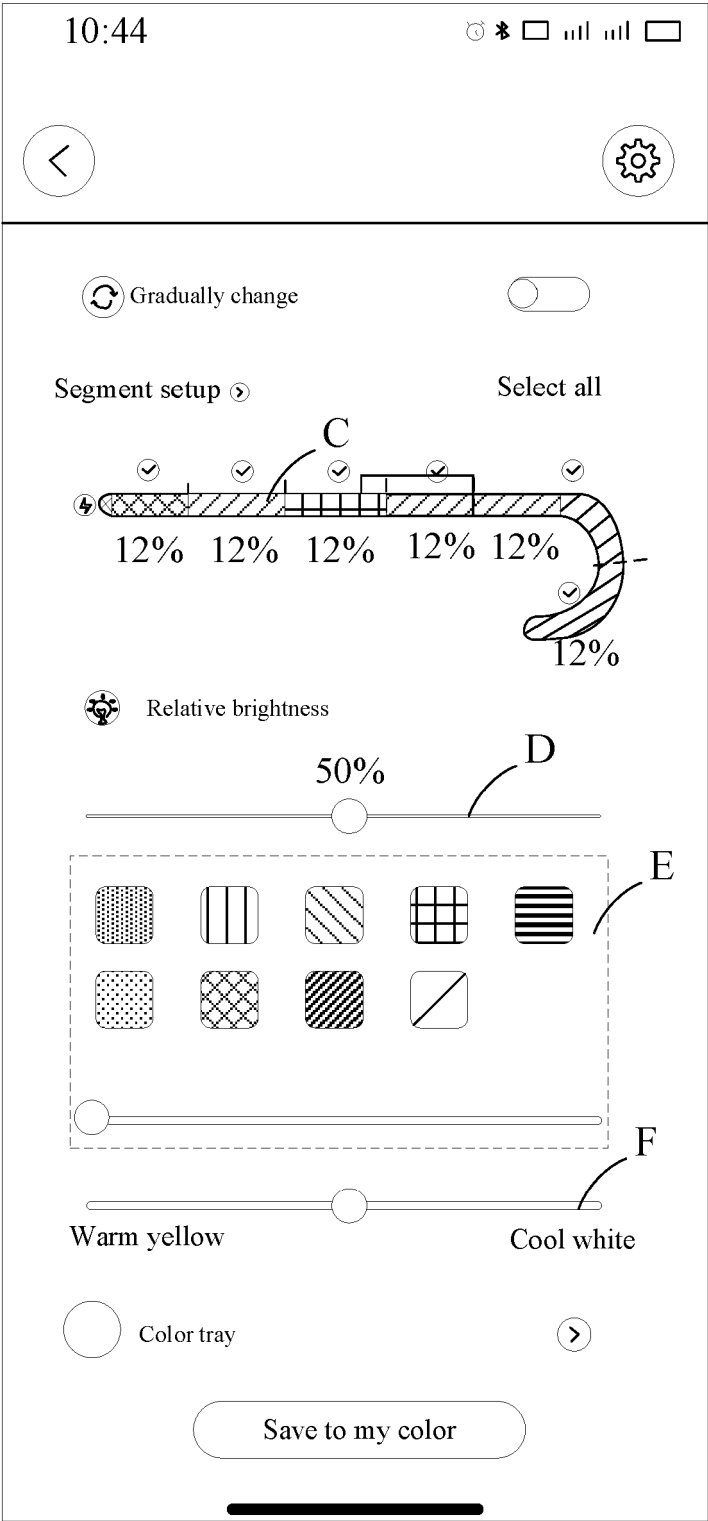 10:44
Gradually change
Segment setup
Select all
C
12% 12% 12% 12% 12%
12%
Relative brightness
D
50%
E
F
Warm yellow
Cool white
Color tray
Save to my color